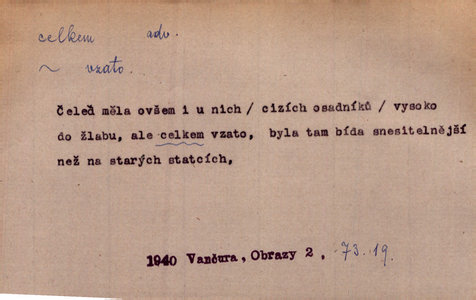 celkem adv.
~ vzato.
Čeleď měla ovšem i u nich / cizích osadníků / vysoko
do žlabu, ale celkem vzato, byla tam bída snesitelnější
než na starých statcích,
1940 Vančura, Obrazy 2, 73.19.